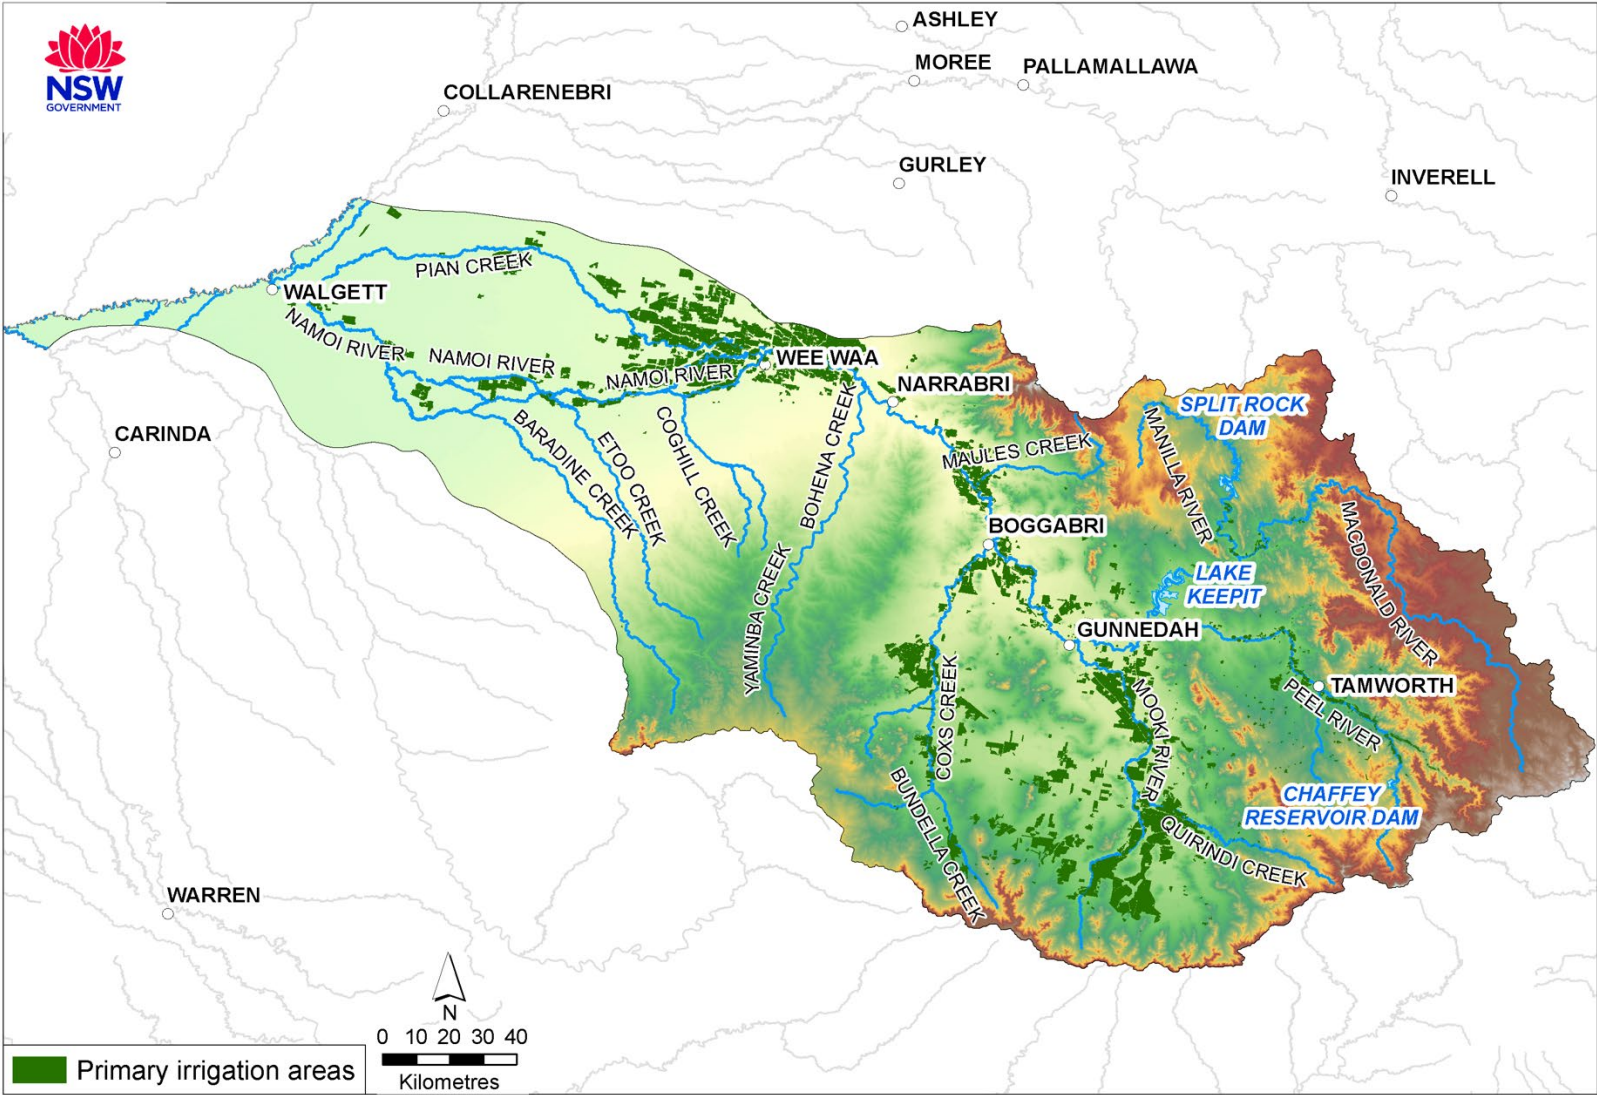 NSW
GOVERNMENT
ASHLEY
MOREE
PALLAMALLAWA
COLLARENEBRI
GURLEY
INVERELL
PIAN CREEK
WALGETT
NAMOI RIVER
NAMOI RIVER
NAMOI RIVER
WEE WAA
NARRABRI
SPLIT ROCK
DAM
CARINDA
BARADINE CREEK
ETOO CREEK
COGHILL CREEK
BOHENA CREEK
MAULES CREEK
MANILLA RIVER
BOGGABRI
MACDONALD RIVER
LAKE
KEEPIT
YAMINBA CREEK
GUNNEDAH
COXS CREEK
MOOKI RIVER
TAMWORTH
PEEL RIVER
BUNDELLA CREEK
CHAFFEY
RESERVOIR DAM
QUIRINDI CREEK
WARREN
N
0 10 20 30 40
Kilometres
Primary irrigation areas